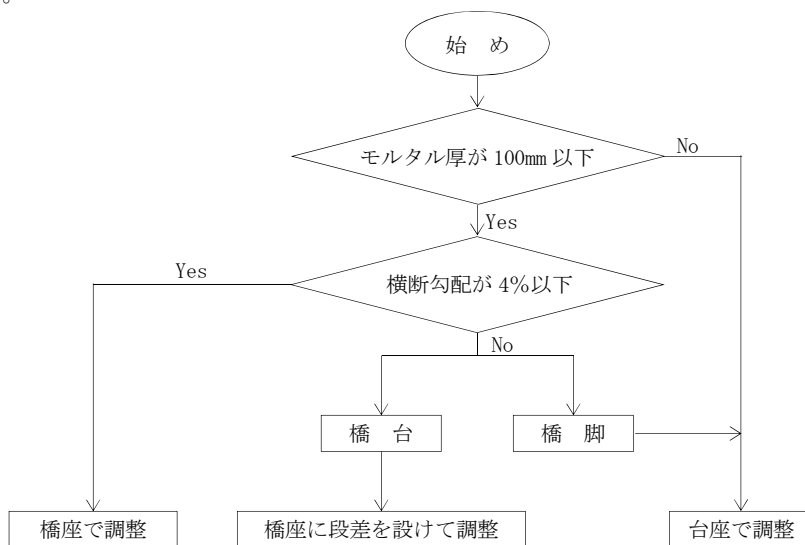 。
始 め
モルタル厚が 100mm 以下
No
Yes
横断勾配が 4%以下
Yes
No
橋 台
橋 脚
橋座で調整
橋座に段差を設けて調整
台座で調整